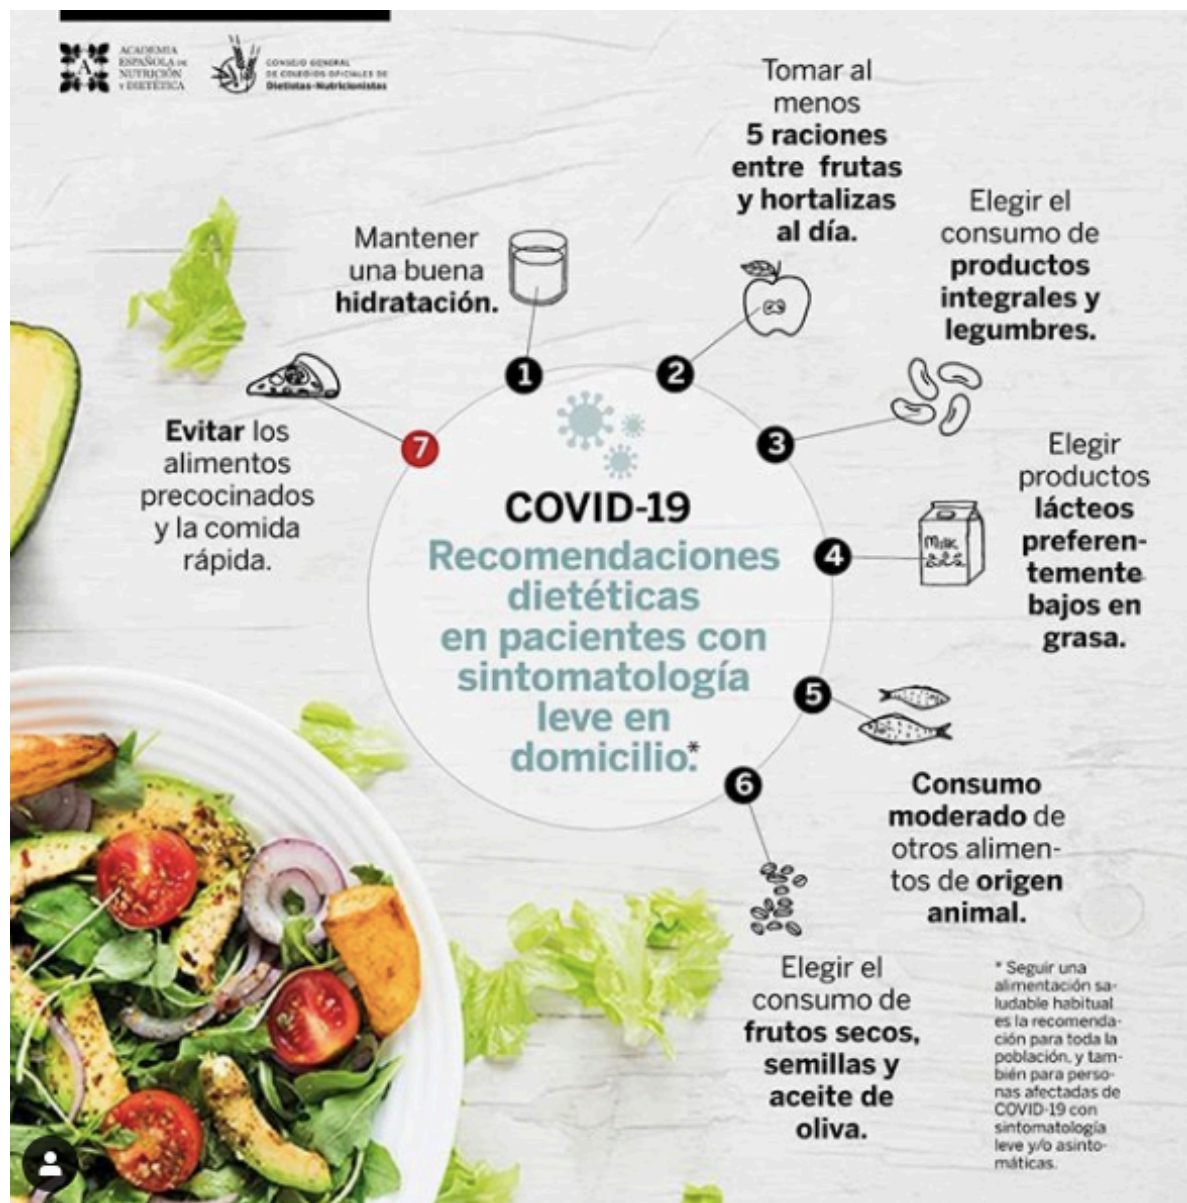 ACADEMIA
ESPAÑOLA DE
NUTRICIÓN
Y DIETÉTICA
CONSEJO GENERAL
DE COLEGIOS OFICIALES DE
Dietistas-Nutricionistas
Mantener
una buena
hidratación.
1
Tomar al
menos
5 raciones
entre frutas
y hortalizas
al día.
2
Elegir el
consumo de
productos
integrales y
legumbres.
3
Elegir
productos
lácteos
preferen-
temente
bajos en
grasa.
Milk
4
5
Consumo
moderado de
otros alimen-
tos de origen
animal.
6
Elegir el
consumo de
frutos secos,
semillas y
aceite de
oliva.
7
Evitar los
alimentos
precocinados
y la comida
rápida.
COVID-19
Recomendaciones
dietéticas
en pacientes con
sintomatología
leve en
domicilio.*
* Seguir una
alimentación sa-
ludable habitual
es la recomenda-
ción para toda la
población, y tam-
bién para perso-
nas afectadas de
COVID-19 con
sintomatología
leve y/o asinto-
máticas.